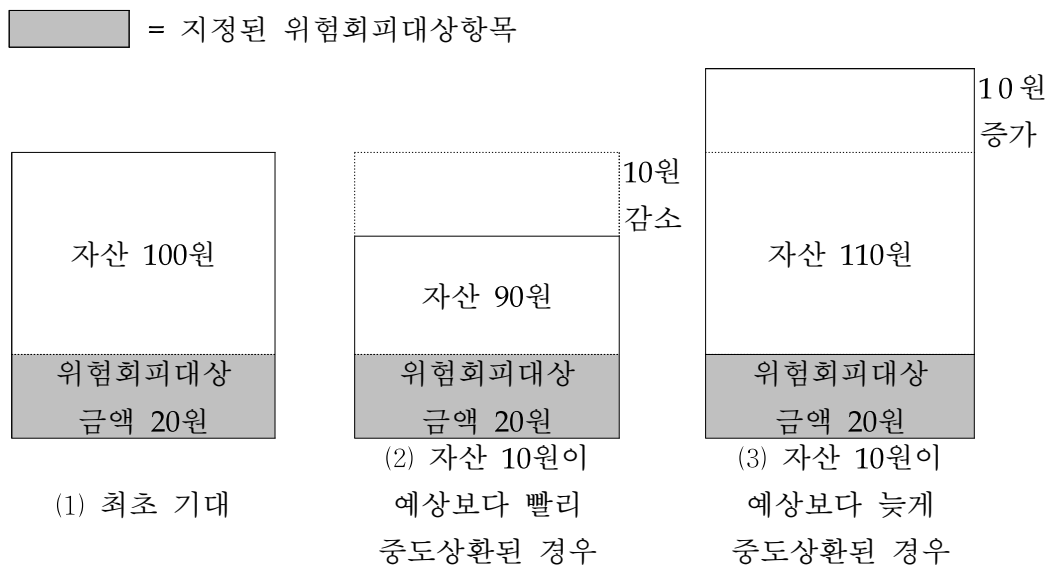 = 지정된 위험회피대상항목
자산 100원
위험회피대상
금액 20원
⑴ 최초 기대
10원
감소
자산 90원
위험회피대상
금액 20원
⑵ 자산 10원이
예상보다 빨리
중도상환된 경우
10원
증가
자산 110원
위험회피대상
금액 20원
⑶ 자산 10원이
예상보다 늦게
중도상환된 경우